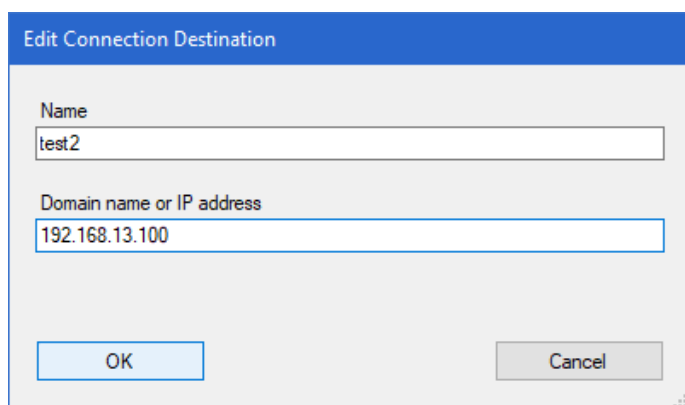 Edit Connection Destination
Name
test2
Domain name or IP address
192.168.13.100
OK
Cancel